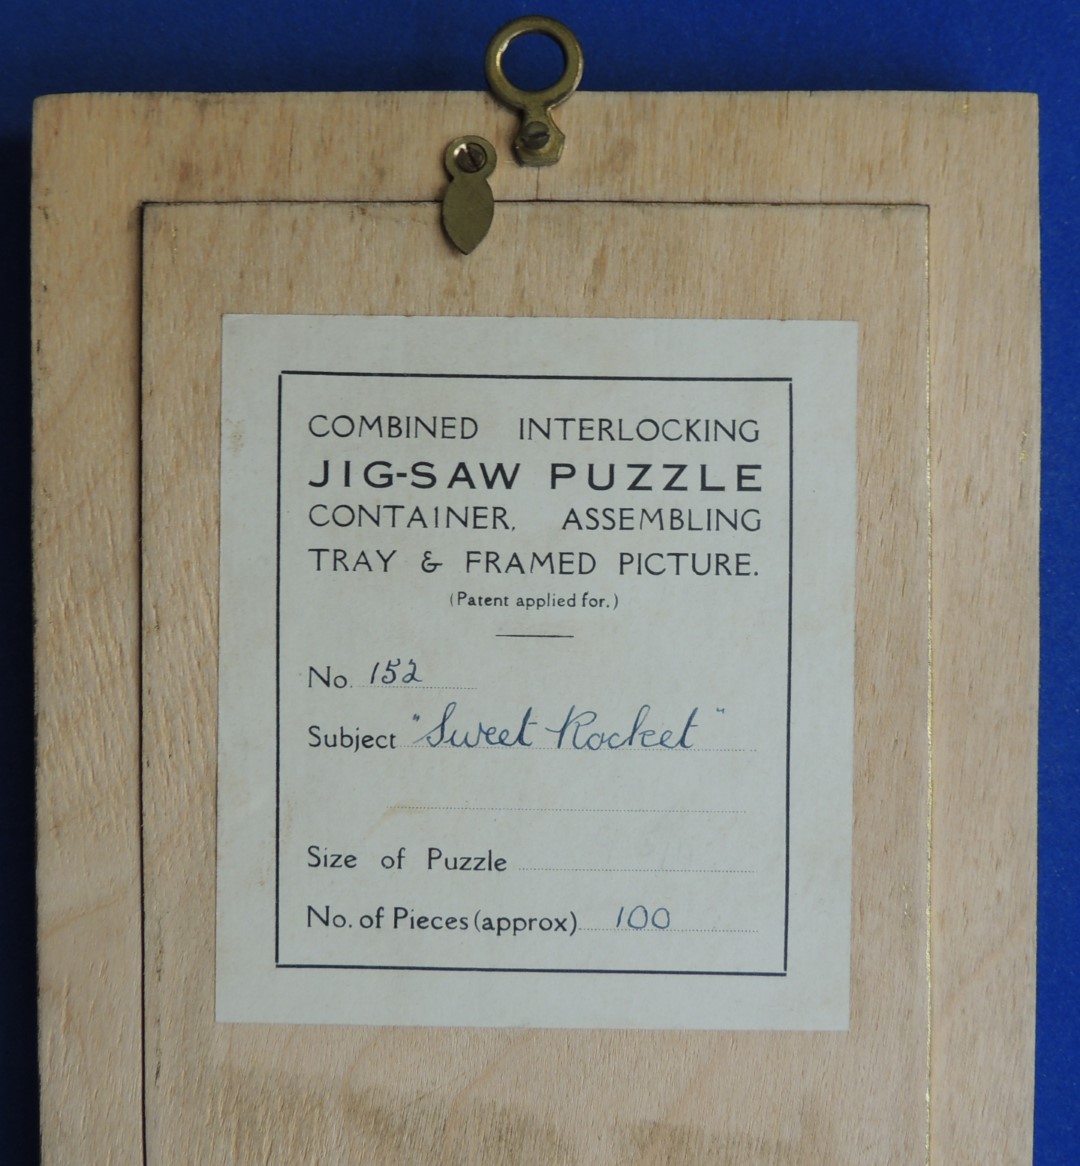 COMBINED INTERLOCKING
JIG-SAW PUZZLE
CONTAINER, ASSEMBLING
TRAY & FRAMED PICTURE.
(Patent applied for.)
No. 152
Subject "Sweet Rocket"
Size of Puzzle
No. of Pieces (approx) 100